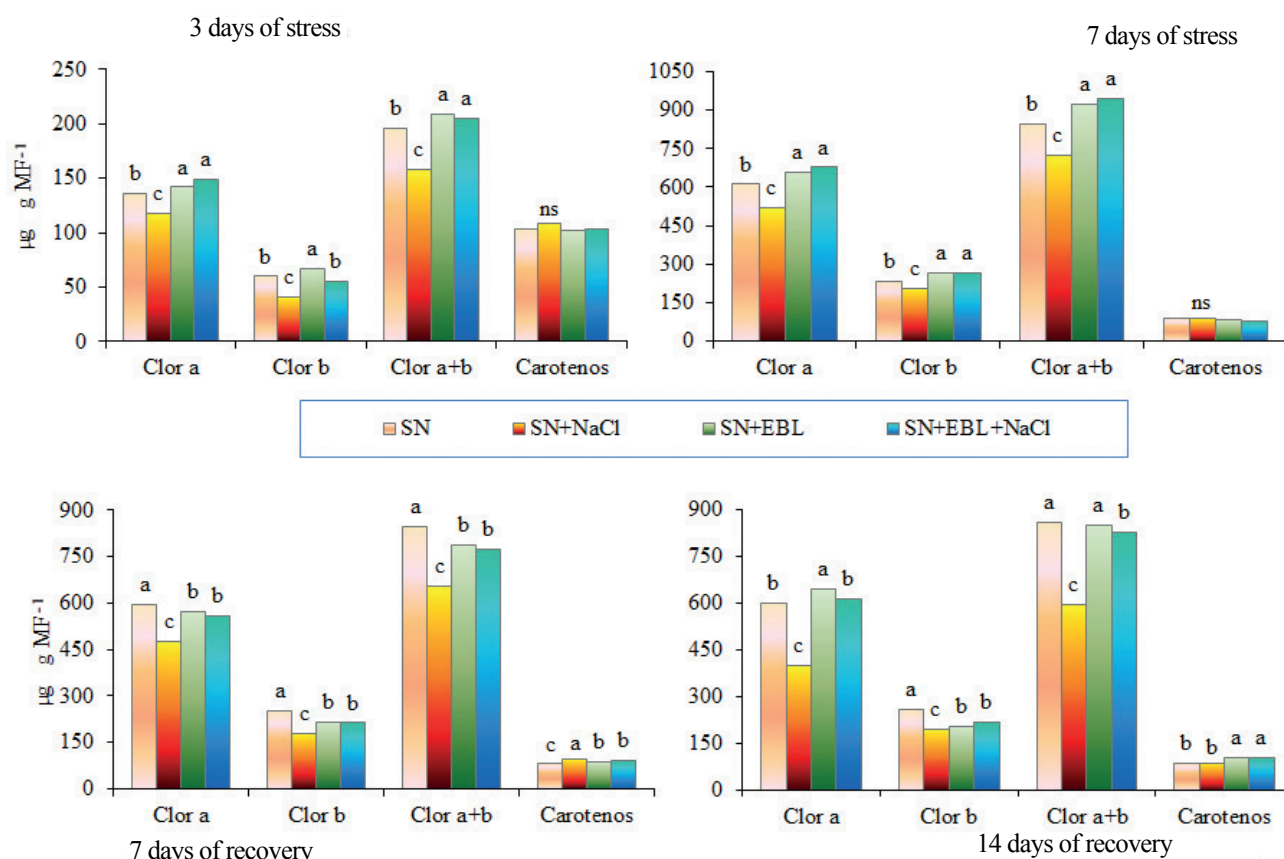 3 days of stress
7 days of stress
µg g MF⁻¹
250
200
150
100
50
0
b c a a
b c a b
b c a a
ns
Clor a Clor b Clor a+b Carotenos
1050
900
750
600
450
300
150
0
b c a a
b c a a
b c a a
ns
Clor a Clor b Clor a+b Carotenos
SN SN+NaCl SN+EBL SN+EBL+NaCl
µg g MF⁻¹
900
750
600
450
300
150
0
a c b b
a c b b
a c b b
c a b b
Clor a Clor b Clor a+b Carotenos
7 days of recovery
900
750
600
450
300
150
0
b c a b
a c b b
a c a b
b b a a
Clor a Clor b Clor a+b Carotenos
14 days of recovery